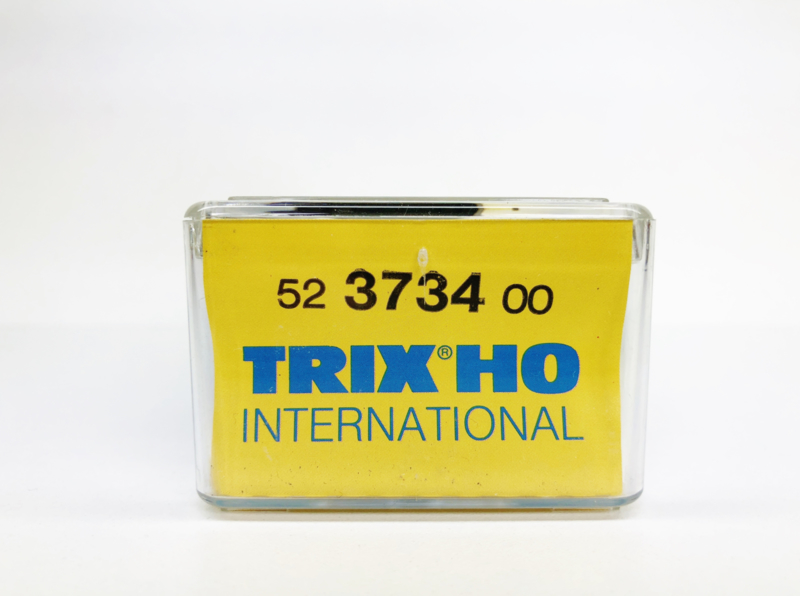 52 3734 00
TRIX® HO
INTERNATIONAL